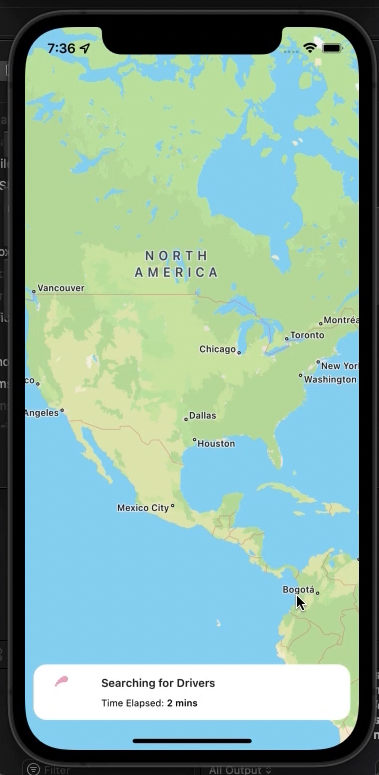 7:36
NORTH
AMERICA
Vancouver
Montréa
Toronto
Chicago
New York
Washington
co
Angeles
Dallas
Houston
Mexico City
Bogotá
Searching for Drivers
Time Elapsed: 2 mins
Filter
All Output